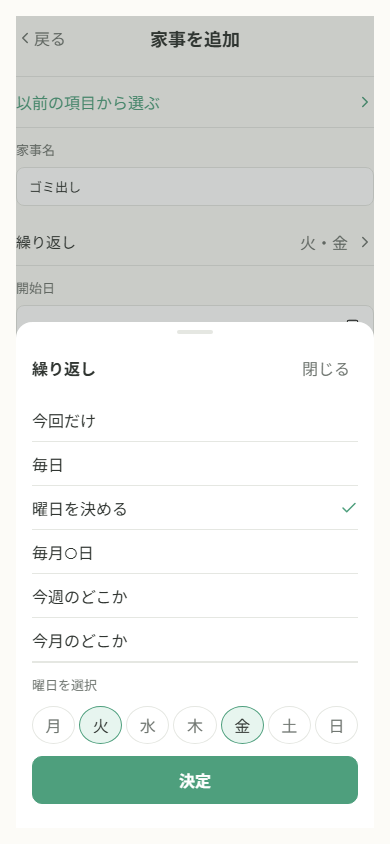 戻る
家事を追加
以前の項目から選ぶ
家事名
ゴミ出し
繰り返し 火・金
開始日
繰り返し 閉じる
今回だけ
毎日
曜日を決める
毎月○日
今週のどこか
今月のどこか
曜日を選択
月 火 水 木 金 土 日
決定